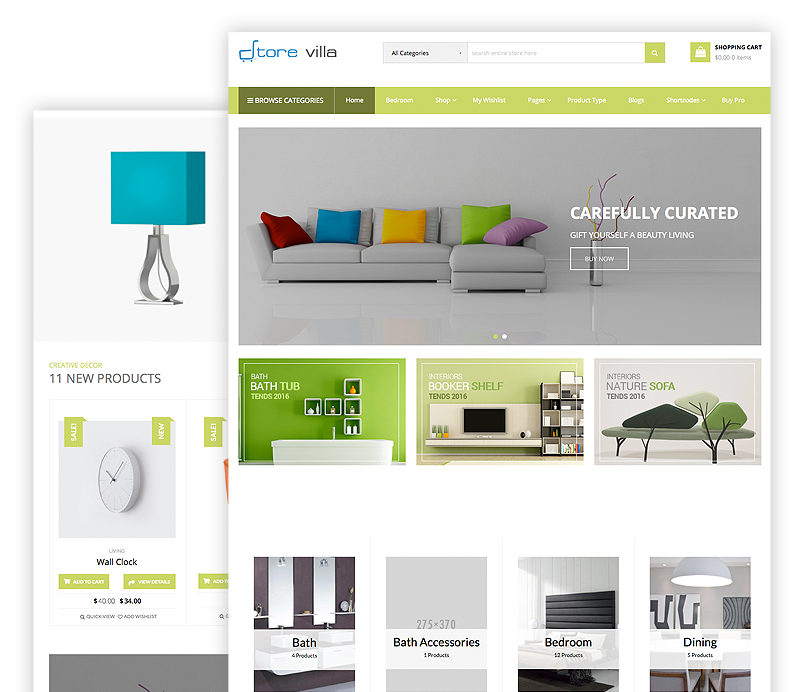 Store villa
All Categories
search entire store here
SHOPPING CART
$0.00 0 items
BROWSE CATEGORIES Home Bedroom Shop My Wishlist Pages Product Type Blogs Shortcodes Buy Pro
CAREFULLY CURATED
GIFT YOURSELF A BEAUTY LIVING
BUY NOW
BATH
BATH TUB
TENDS 2016
INTERIORS
BOOKER SHELF
TENDS 2016
INTERIORS
NATURE SOFA
TENDS 2016
Bath
4 Products
275×370
Bath Accessories
1 Products
Bedroom
12 Products
Dining
5 Products
CREATIVE DECOR
11 NEW PRODUCTS
SALE!
NEW
SALE!
LIVING
Wall Clock
ADD TO CART
VIEW DETAILS
ADD T
$40.00 $34.00
QUICK VIEW ADD WISHLIST